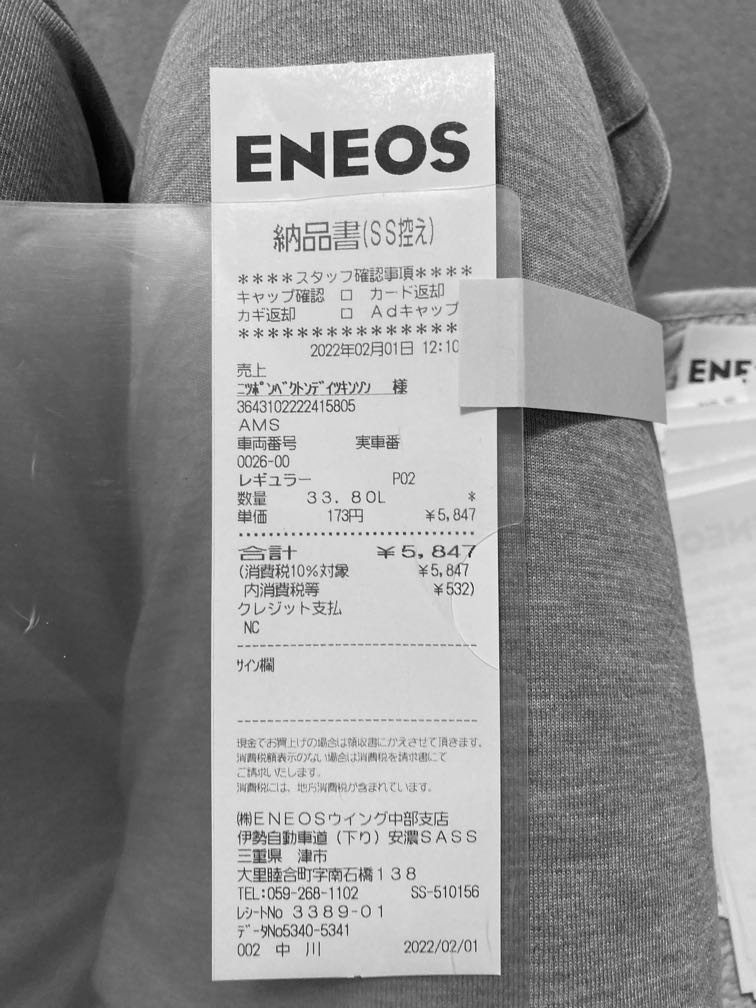 ENEOS
納品書(SS控え)
****スタッフ確認事項****
キャップ確認 □ カード返却
カギ返却 □ Adキャップ
****************
2022年02月01日 12:10
売上
ニツポンベクトンデイツキンソン 様
3643102222415805
AMS
車両番号 実車番
0026-00
レギュラー P02
数量 33.80L *
単価 173円 ¥5,847
合計 ¥5,847
(消費税10%対象 ¥5,847
内消費税等 ¥532)
クレジット支払
NC
サイン欄
現金でお買上げの場合は領収書にかえさせて頂きます。
消費税額表示のない場合は消費税を請求書にて
ご請求いたします。
消費税には、地方消費税が含まれています。
㈱ENEOSウイング中部支店
伊勢自動車道(下り)安濃SASS
三重県 津市
大里睦合町字南石橋138
TEL:059-268-1102 SS-510156
レシートNo 3389-01
データNo5340-5341
002 中 川 2022/02/01
ENE
ENEOS